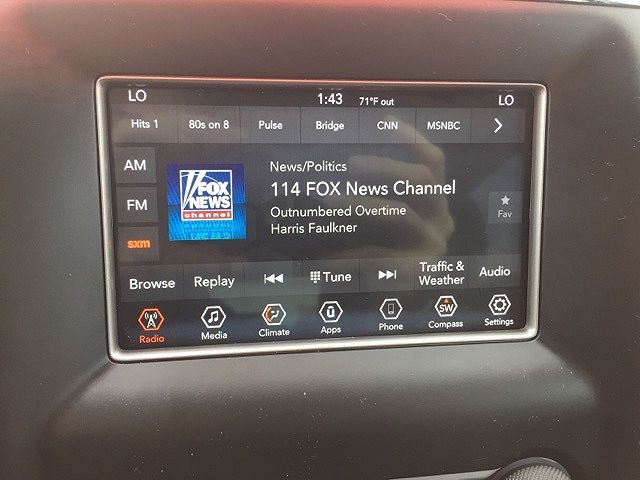 LO 1:43 71°F out LO
Hits 1 80s on 8 Pulse Bridge CNN MSNBC
AM
FM
sxm
FOX
NEWS
channel
News/Politics
114 FOX News Channel
Outnumbered Overtime
Harris Faulkner
Fav
Browse Replay Tune Traffic & Weather Audio
Radio Media Climate Apps Phone SW Compass Settings